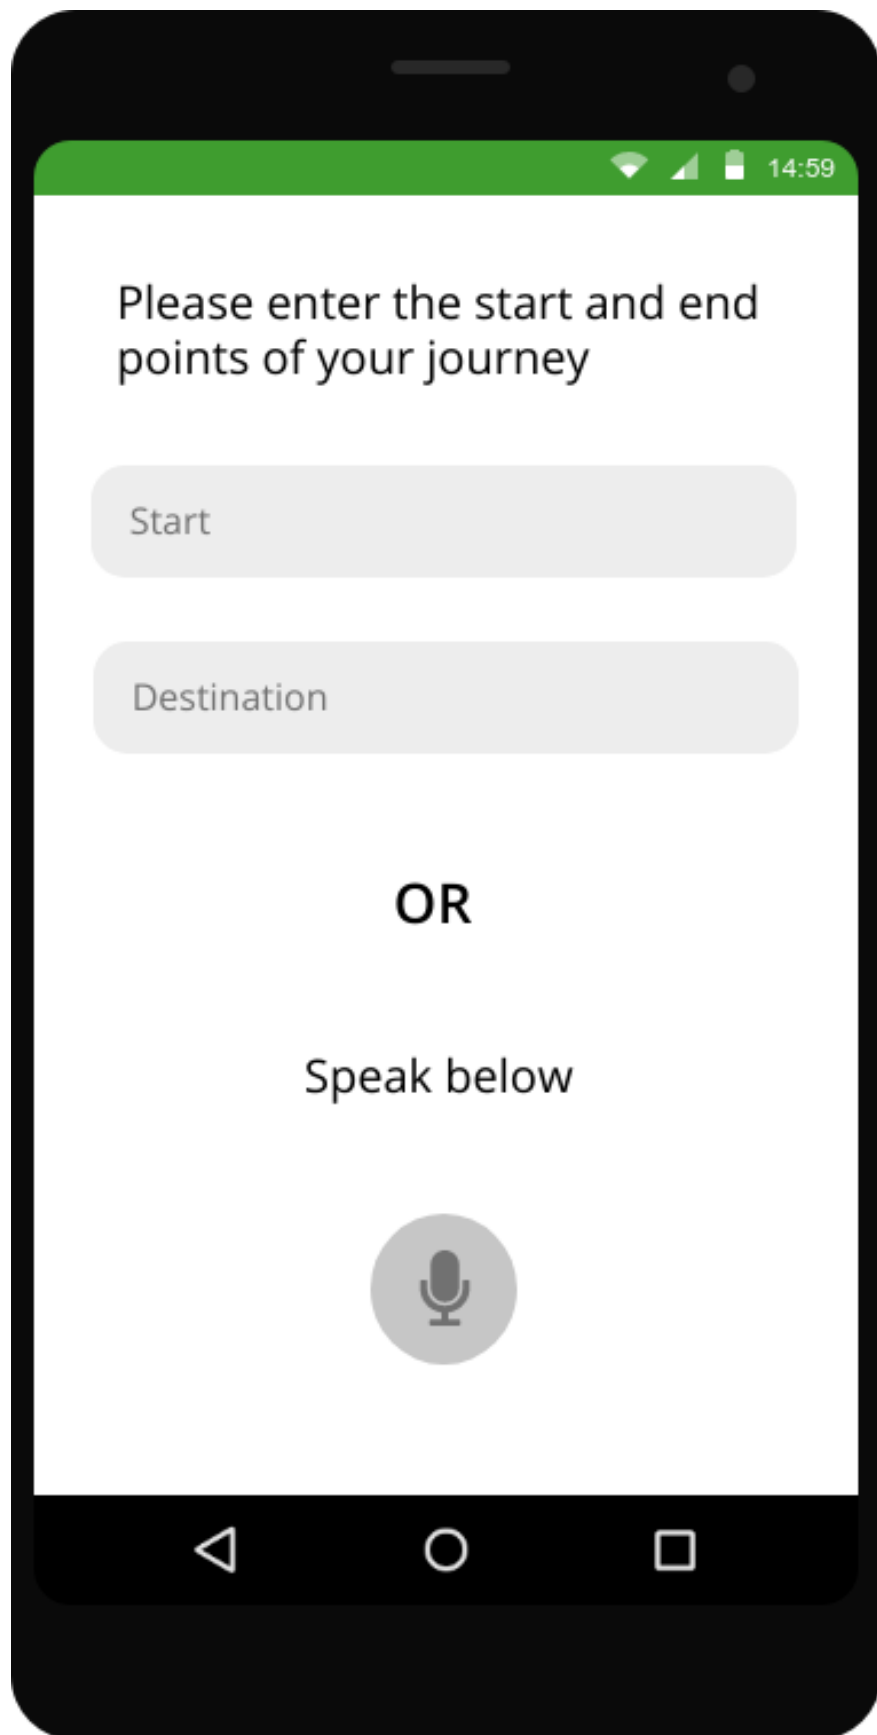 14:59
Please enter the start and end
points of your journey
Start
Destination
OR
Speak below